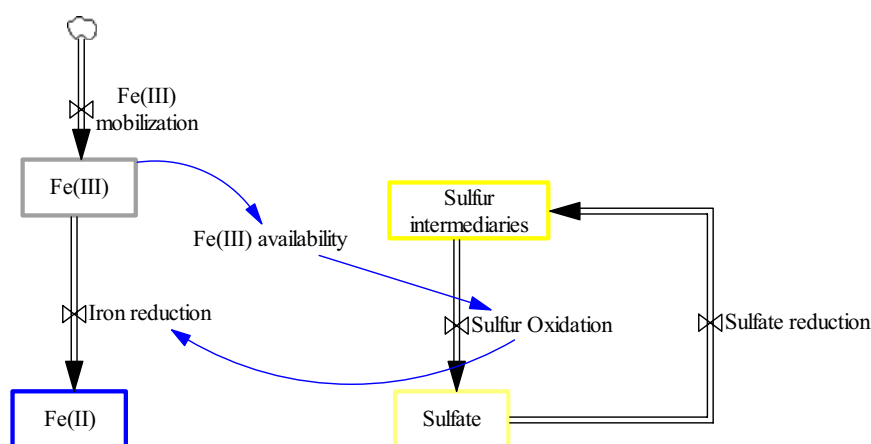 Fe(III)
mobilization
Fe(III)
Sulfur
intermediaries
Fe(III) availability
Iron reduction
Sulfur Oxidation
Sulfate reduction
Fe(II)
Sulfate